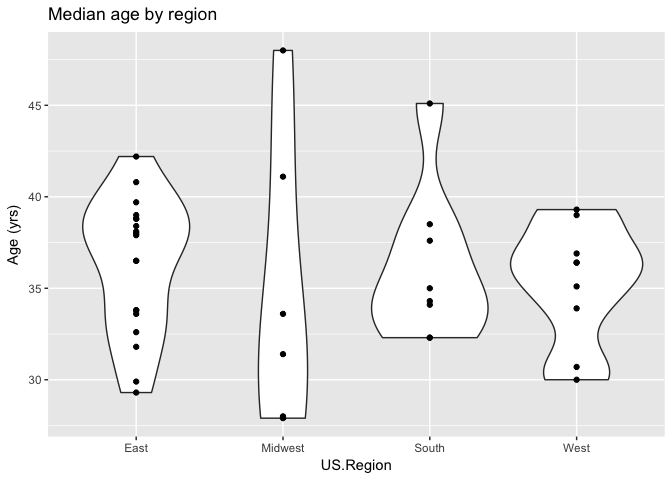 Median age by region
45
40
35
30
Age (yrs)
East Midwest South West
US.Region